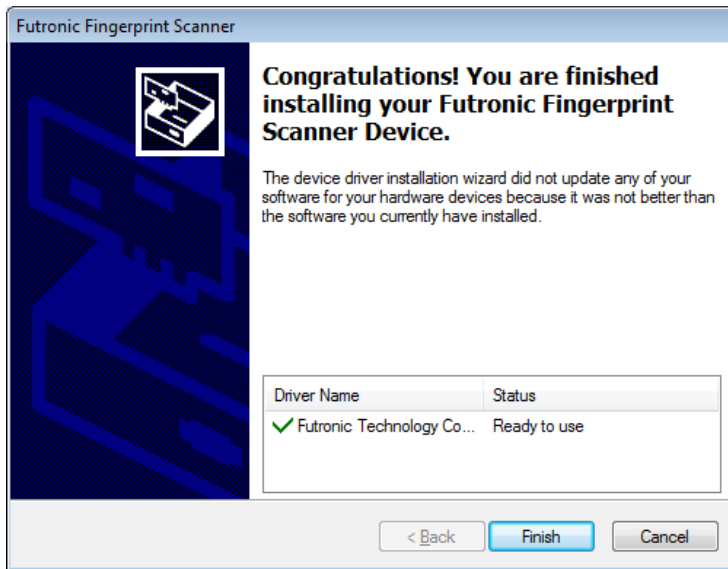 Futronic Fingerprint Scanner
Congratulations! You are finished
installing your Futronic Fingerprint
Scanner Device.
The device driver installation wizard did not update any of your
software for your hardware devices because it was not better than
the software you currently have installed.
Driver Name Status
Futronic Technology Co... Ready to use
< Back Finish Cancel